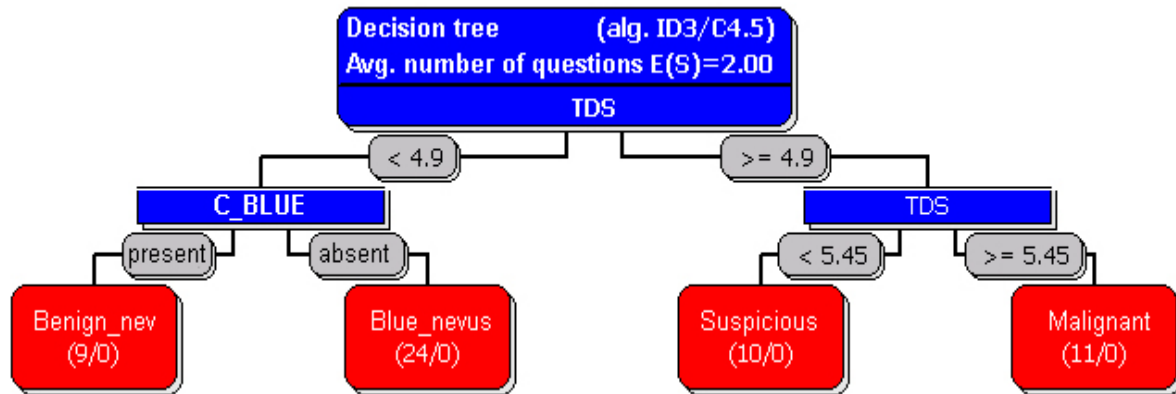 Decision tree (alg. ID3/C4.5)
Avg. number of questions E(S)=2.00
TDS
< 4.9
>= 4.9
C_BLUE
TDS
present
absent
< 5.45
>= 5.45
Benign_nev
(9/0)
Blue_nevus
(24/0)
Suspicious
(10/0)
Malignant
(11/0)